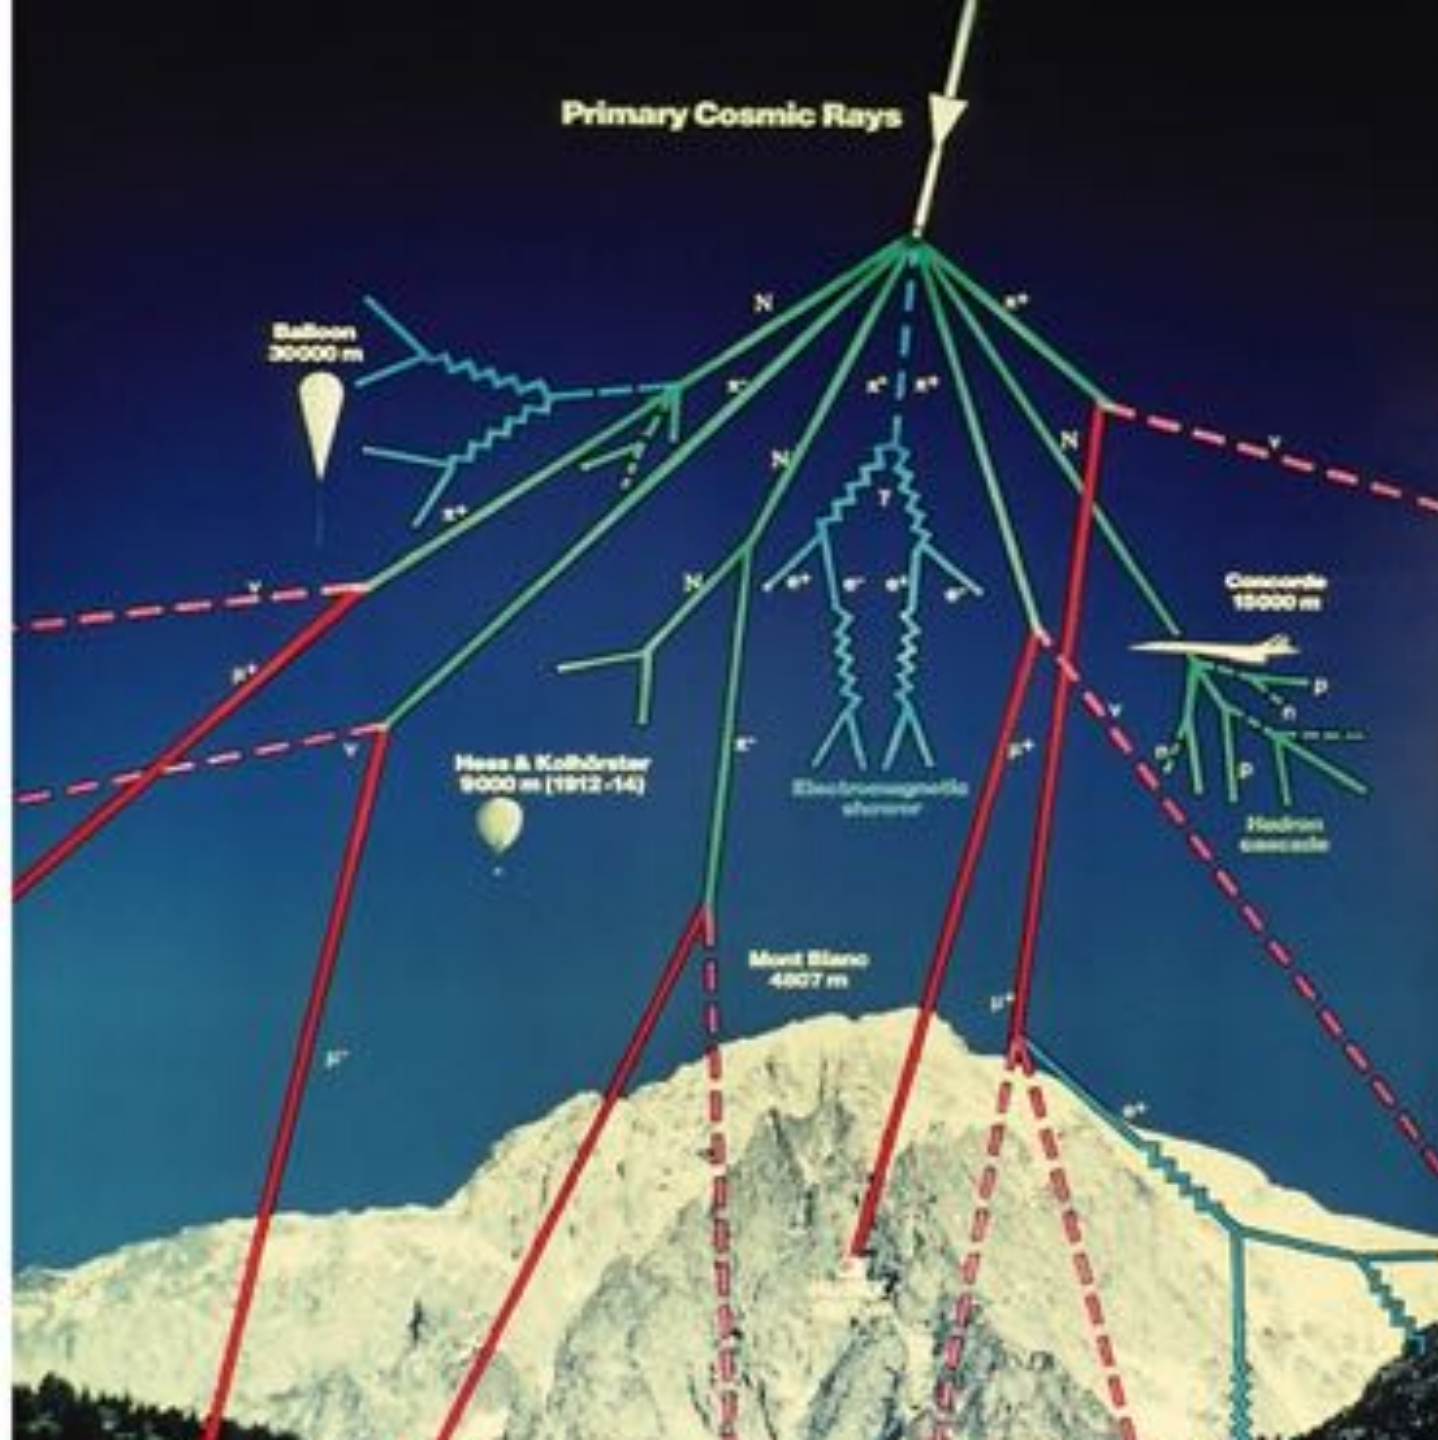 Primary Cosmic Rays
N
Balloon
30000 m
N
N
N
Concorde
15000 m
e+
e-
e+
e-
p
n
Hess & Kolhörster
9000 m (1912-14)
p
Electromagnetic
shower
Hadron
cascade
Mont Blanc
4807 m
μ+
μ-
e+